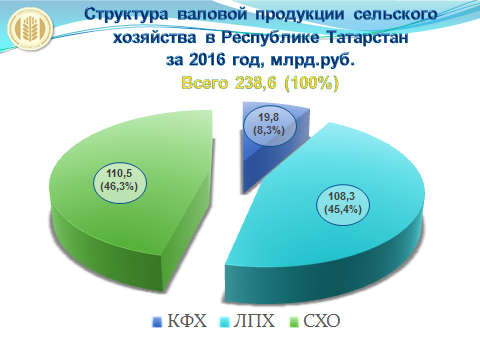 Структура валовой продукции сельского
хозяйства в Республике Татарстан
за 2016 год, млрд.руб.
Всего 238,6 (100%)
19,8
(8,3%)
110,5
(46,3%)
108,3
(45,4%)
КФХ ЛПХ СХО